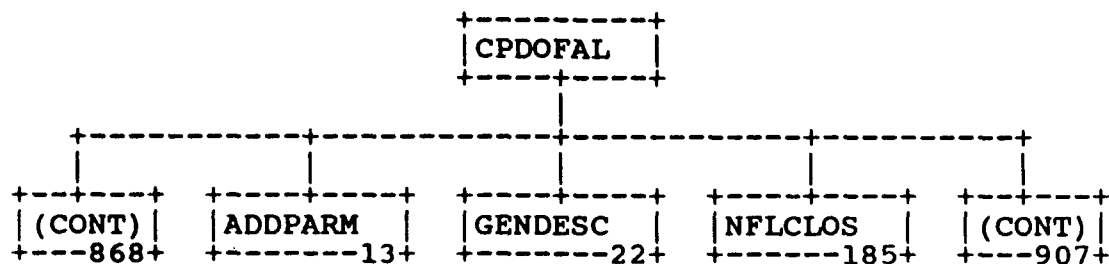 CPDOFAL
(CONT) ADDPARM GENDESC NFLCLOS (CONT)
868 13 22 185 907